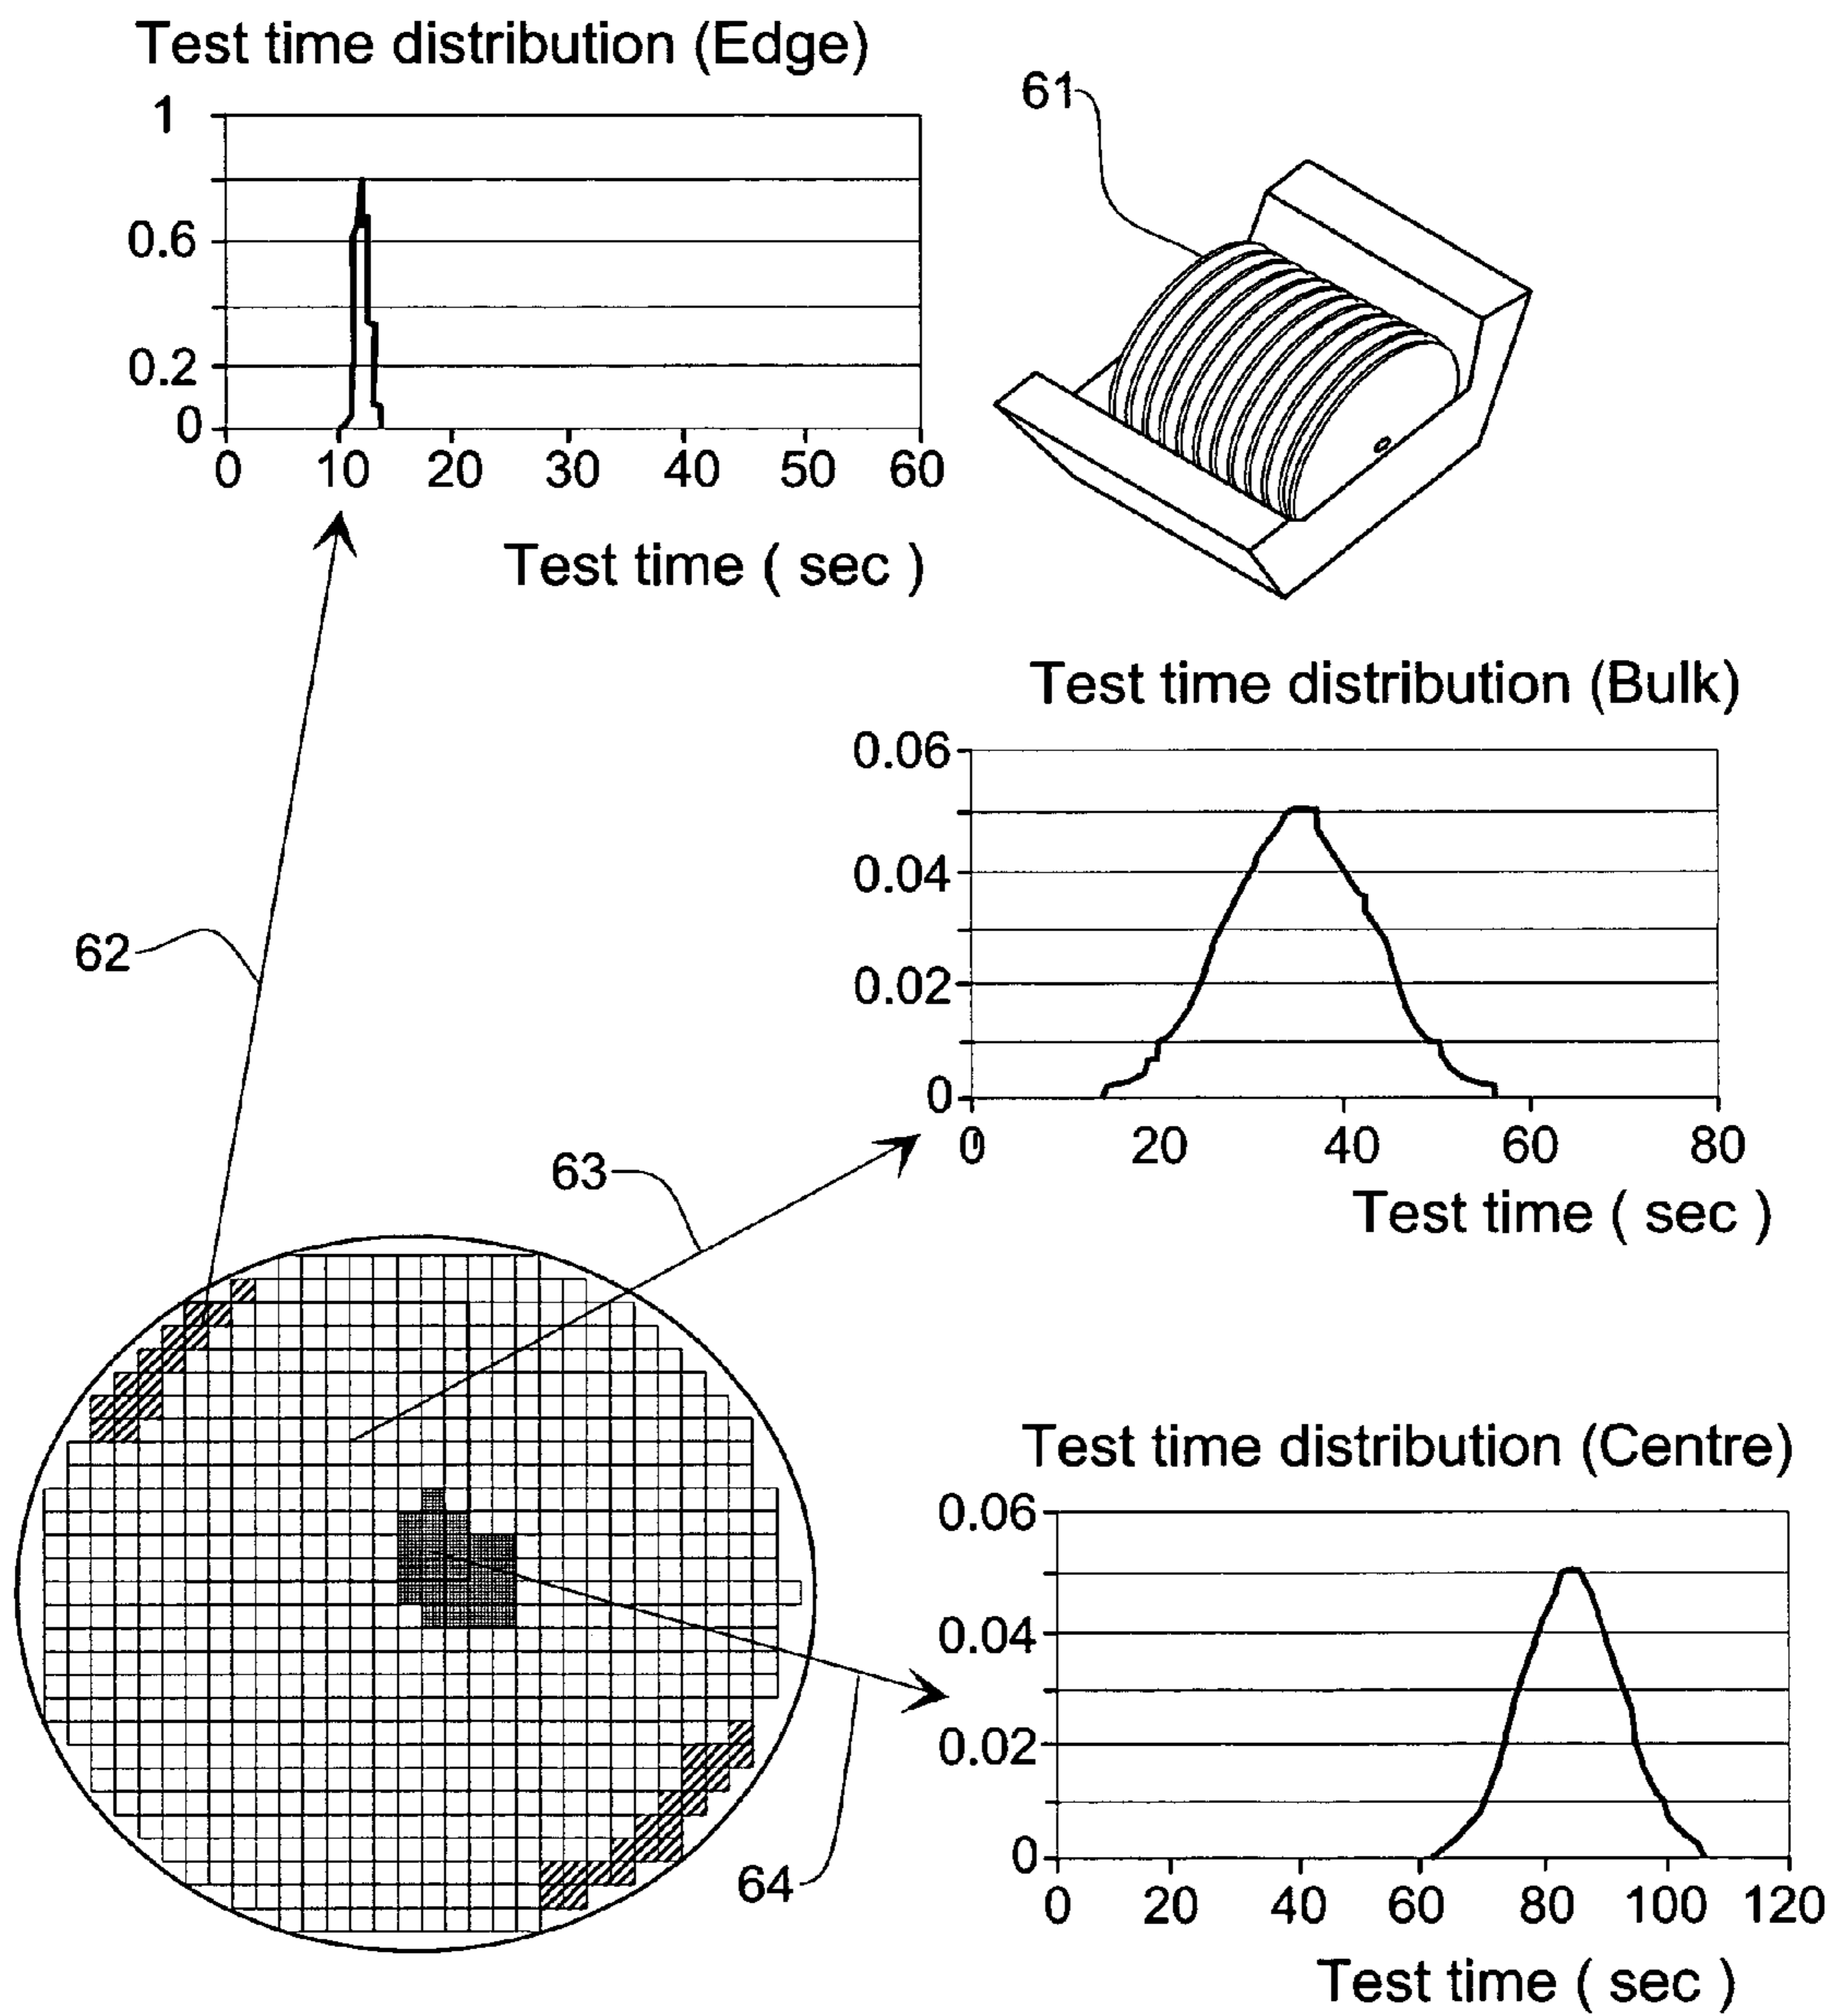 Test time distribution (Edge)
1
0.6
0.2
0
0 10 20 30 40 50 60
Test time ( sec )
61
Test time distribution (Bulk)
0.06
0.04
0.02
0
0 20 40 60 80
Test time ( sec )
62
63
Test time distribution (Centre)
0.06
0.04
0.02
0
0 20 40 60 80 100 120
Test time ( sec )
64